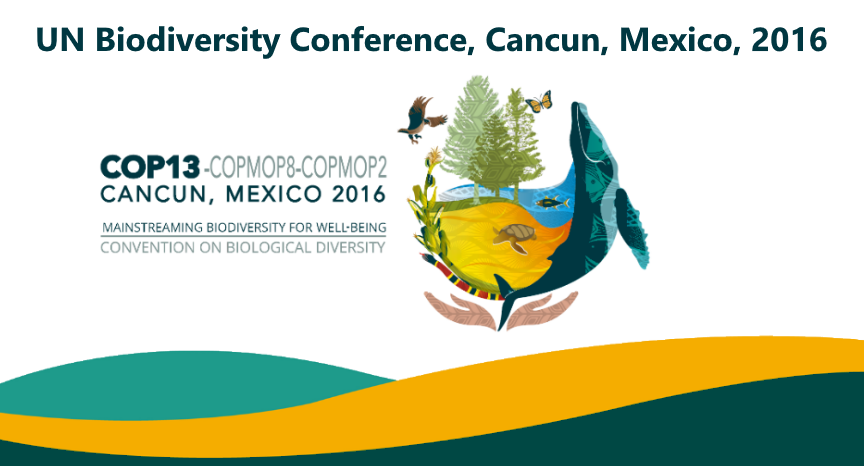 UN Biodiversity Conference, Cancun, Mexico, 2016
COP13-COPMOP8-COPMOP2
CANCUN, MEXICO 2016
MAINSTREAMING BIODIVERSITY FOR WELL-BEING
CONVENTION ON BIOLOGICAL DIVERSITY